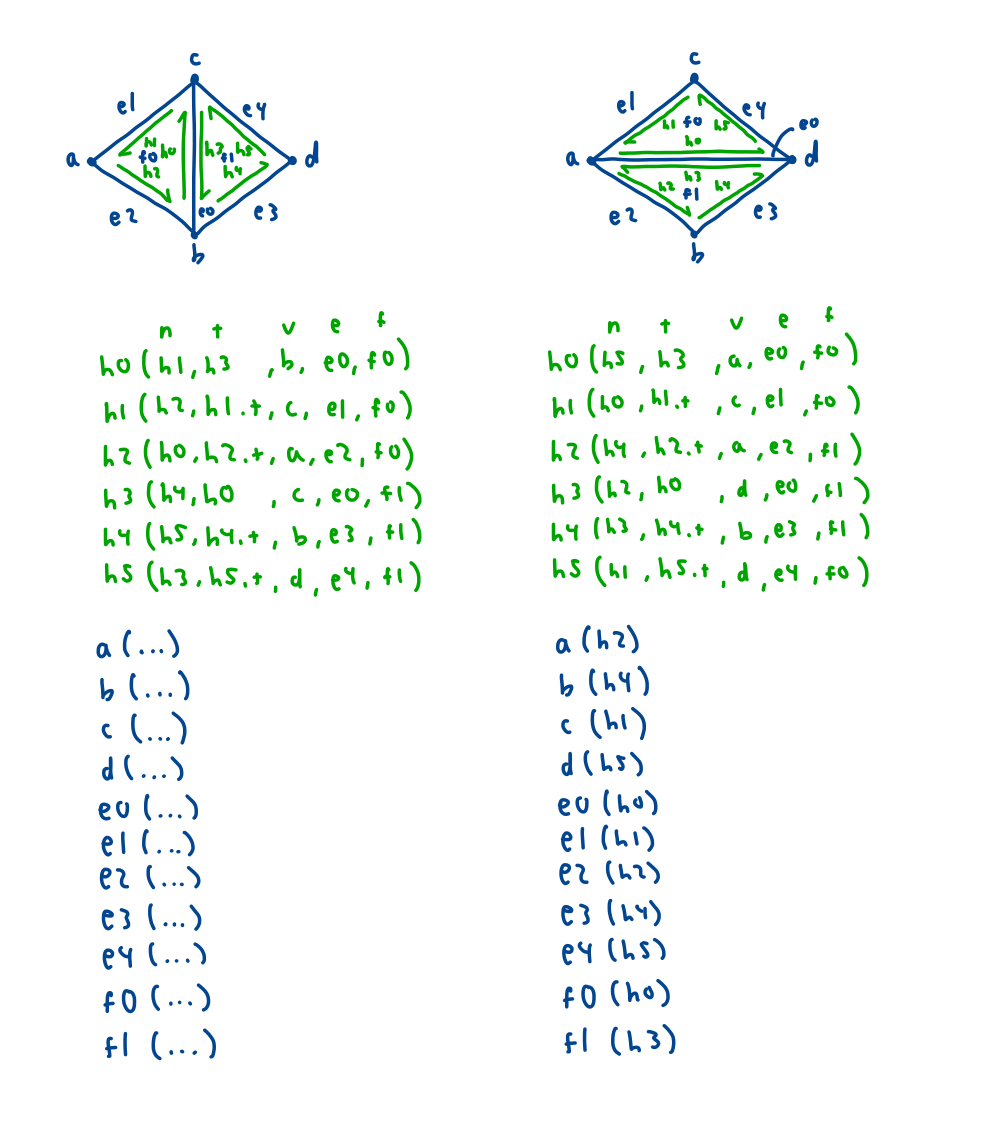 c
e1 e4
a h1 f0 h0 h2 h3 f1 h5 h4 d
e2 e0 e3
b
c
e1 e4 e0
h1 f0 h5
h0
a d
h3
h2 f1 h4
e2 e3
b
n t v e f
h0 (h1, h3 , b, e0, f0)
h1 (h2, h1.t, c, e1, f0)
h2 (h0, h2.t, a, e2, f0)
h3 (h4, h0 , c, e0, f1)
h4 (h5, h4.t, b, e3, f1)
h5 (h3, h5.t, d, e4, f1)
a (...)
b (...)
c (...)
d (...)
e0 (...)
e1 (...)
e2 (...)
e3 (...)
e4 (...)
f0 (...)
f1 (...)
n t v e f
h0 (h5, h3 , a, e0, f0)
h1 (h0, h1.t, c, e1, f0)
h2 (h4, h2.t, a, e2, f1)
h3 (h2, h0 , d, e0, f1)
h4 (h3, h4.t, b, e3, f1)
h5 (h1, h5.t, d, e4, f0)
a (h2)
b (h4)
c (h1)
d (h5)
e0 (h0)
e1 (h1)
e2 (h2)
e3 (h4)
e4 (h5)
f0 (h0)
f1 (h3)